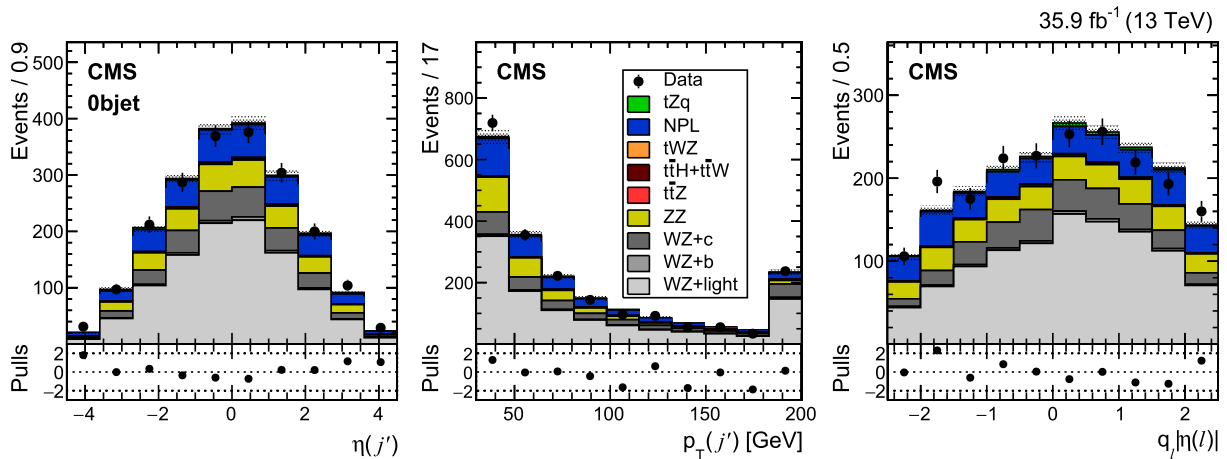 35.9 fb⁻¹ (13 TeV)
Events / 0.9
500
400
300
200
100
CMS
0bjet
Pulls
2
0
−2
−4
−2
0
2
4
η(j′)
Events / 17
800
600
400
200
CMS
Data
tZq
NPL
tWZ
tt̄H+tt̄W
tt̄Z
ZZ
WZ+c
WZ+b
WZ+light
Pulls
2
0
−2
50
100
150
200
p_T(j′) [GeV]
Events / 0.5
300
200
100
CMS
Pulls
2
0
−2
−2
−1
0
1
2
q_l|η(l)|